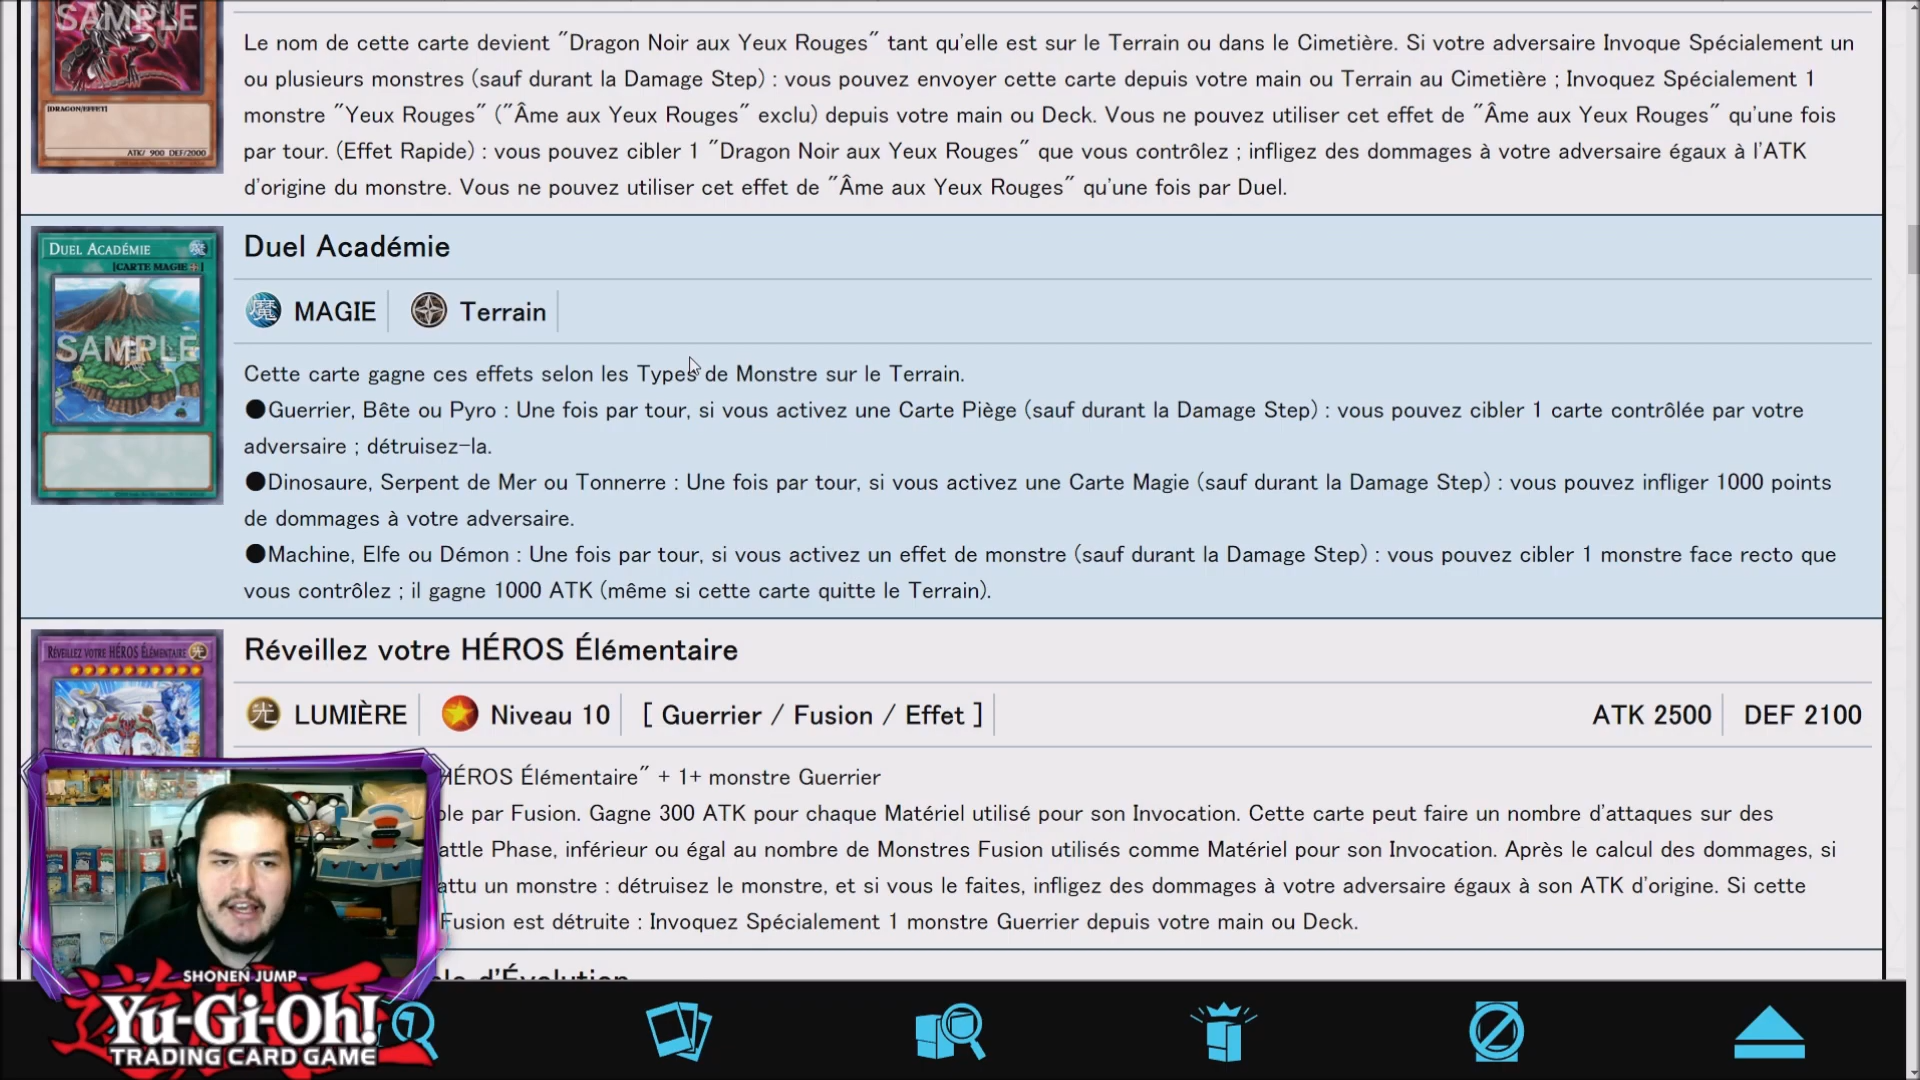 SAMPLE
[DRAGON/EFFET]
ATK/ 900 DEF/2000
Le nom de cette carte devient "Dragon Noir aux Yeux Rouges" tant qu'elle est sur le Terrain ou dans le Cimetière. Si votre adversaire Invoque Spécialement un
ou plusieurs monstres (sauf durant la Damage Step) : vous pouvez envoyer cette carte depuis votre main ou Terrain au Cimetière ; Invoquez Spécialement 1
monstre "Yeux Rouges" ("Âme aux Yeux Rouges" exclu) depuis votre main ou Deck. Vous ne pouvez utiliser cet effet de "Âme aux Yeux Rouges" qu'une fois
par tour. (Effet Rapide) : vous pouvez cibler 1 "Dragon Noir aux Yeux Rouges" que vous contrôlez ; infligez des dommages à votre adversaire égaux à l'ATK
d'origine du monstre. Vous ne pouvez utiliser cet effet de "Âme aux Yeux Rouges" qu'une fois par Duel.
DUEL ACADÉMIE
[CARTE MAGIE]
SAMPLE
Duel Académie
魔 MAGIE Terrain
Cette carte gagne ces effets selon les Types de Monstre sur le Terrain.
●Guerrier, Bête ou Pyro : Une fois par tour, si vous activez une Carte Piège (sauf durant la Damage Step) : vous pouvez cibler 1 carte contrôlée par votre
adversaire ; détruisez-la.
●Dinosaure, Serpent de Mer ou Tonnerre : Une fois par tour, si vous activez une Carte Magie (sauf durant la Damage Step) : vous pouvez infliger 1000 points
de dommages à votre adversaire.
●Machine, Elfe ou Démon : Une fois par tour, si vous activez un effet de monstre (sauf durant la Damage Step) : vous pouvez cibler 1 monstre face recto que
vous contrôlez ; il gagne 1000 ATK (même si cette carte quitte le Terrain).
RÉVEILLEZ VOTRE HÉROS ÉLÉMENTAIRE 光
Réveillez votre HÉROS Élémentaire
光 LUMIÈRE Niveau 10 [ Guerrier / Fusion / Effet ] ATK 2500 DEF 2100
HÉROS Élémentaire" + 1+ monstre Guerrier
ble par Fusion. Gagne 300 ATK pour chaque Matériel utilisé pour son Invocation. Cette carte peut faire un nombre d'attaques sur des
attle Phase, inférieur ou égal au nombre de Monstres Fusion utilisés comme Matériel pour son Invocation. Après le calcul des dommages, si
attu un monstre : détruisez le monstre, et si vous le faites, infligez des dommages à votre adversaire égaux à son ATK d'origine. Si cette
Fusion est détruite : Invoquez Spécialement 1 monstre Guerrier depuis votre main ou Deck.
d'Évolution
SHONEN JUMP
Yu-Gi-Oh!
TRADING CARD GAME